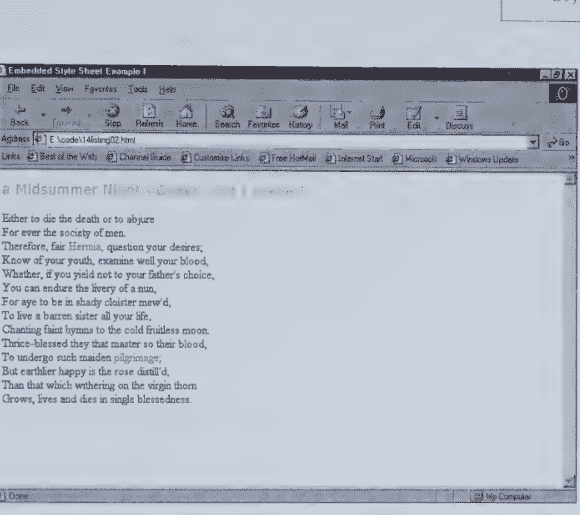 Embedded Style Sheet Example 1
File Edit View Favorites Tools Help
Back Stop Refresh Home Search Favorites History Mail Print Edit Discuss
Address E:\code\14listing02.html Go
Links Best of the Web Channel Guide Customize Links Free HotMail Internet Start Microsoft Windows Update
a Midsummer
Either to die the death or to abjure
For ever the society of men.
Therefore, fair Hermia, question your desires;
Know of your youth, examine well your blood,
Whether, if you yield not to your father's choice,
You can endure the livery of a nun,
For aye to be in shady cloister mew'd,
To live a barren sister all your life,
Chanting faint hymns to the cold fruitless moon.
Thrice-blessed they that master so their blood,
To undergo such maiden pilgrimage;
But earthlier happy is the rose distill'd,
Than that which withering on the virgin thorn
Grows, lives and dies in single blessedness.
Done My Computer